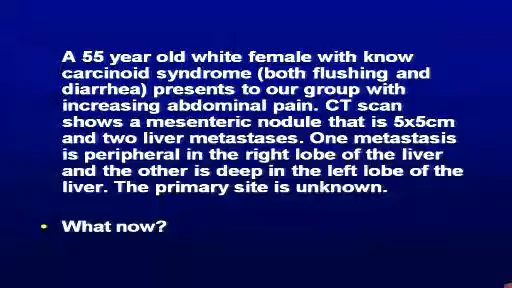 A 55 year old white female with know
carcinoid syndrome (both flushing and
diarrhea) presents to our group with
increasing abdominal pain. CT scan
shows a mesenteric nodule that is 5x5cm
and two liver metastases. One metastasis
is peripheral in the right lobe of the liver
and the other is deep in the left lobe of the
liver. The primary site is unknown.
• What now?